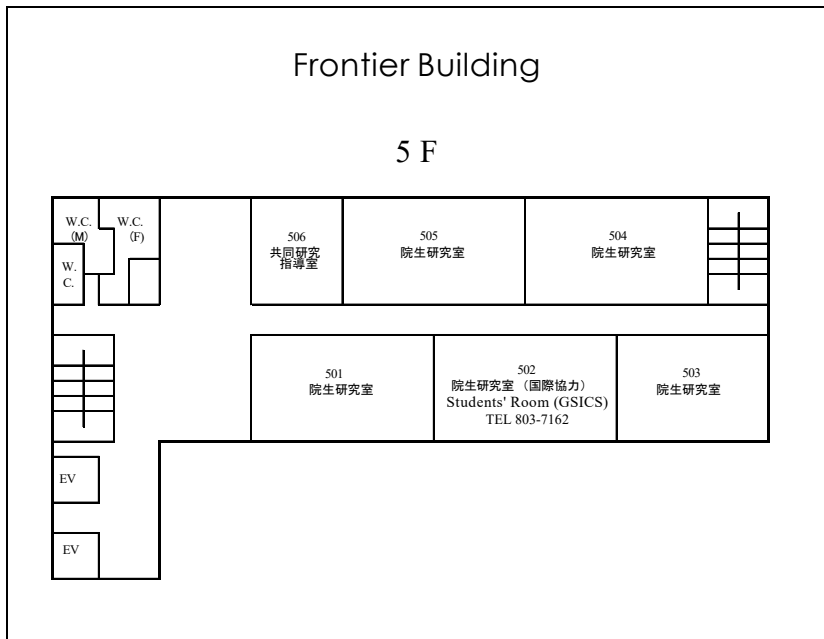 Frontier Building
5 F
W.C.
(M)
W.C.
(F)
W.
C.
506
共同研究
指導室
505
院生研究室
504
院生研究室
501
院生研究室
502
院生研究室（国際協力）
Students' Room (GSICS)
TEL 803-7162
503
院生研究室
EV
EV